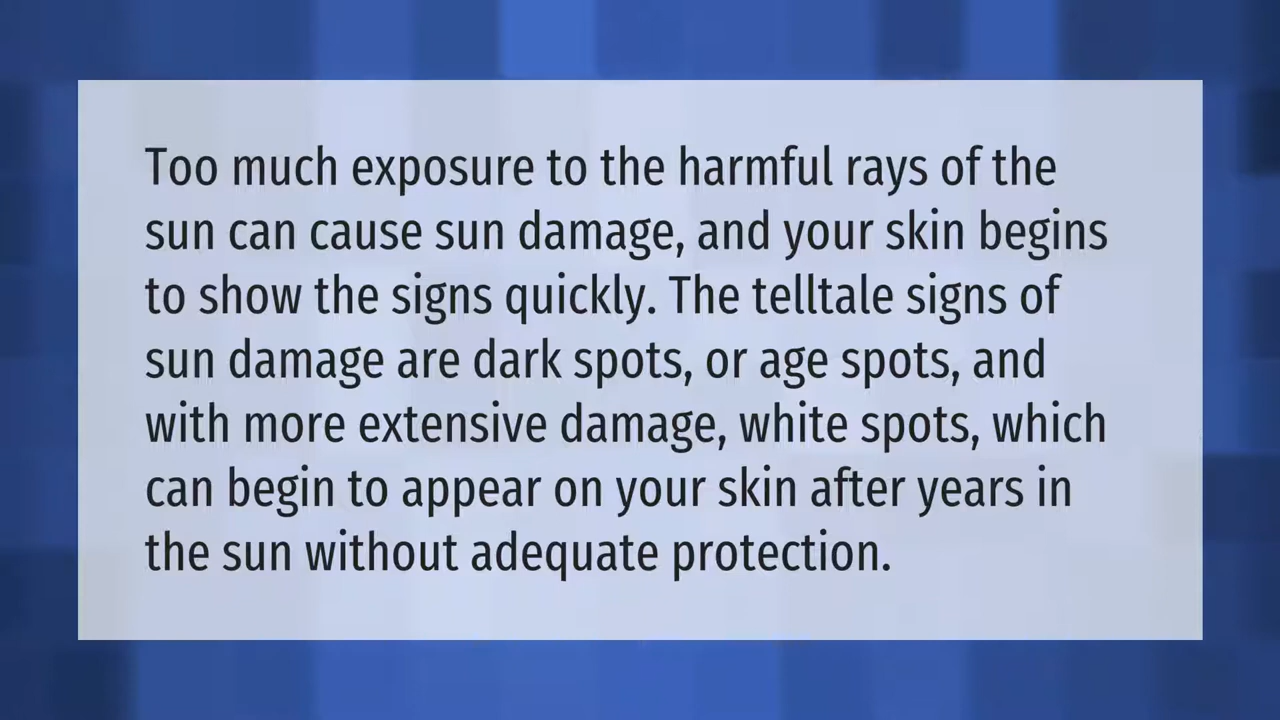 Too much exposure to the harmful rays of the
sun can cause sun damage, and your skin begins
to show the signs quickly. The telltale signs of
sun damage are dark spots, or age spots, and
with more extensive damage, white spots, which
can begin to appear on your skin after years in
the sun without adequate protection.